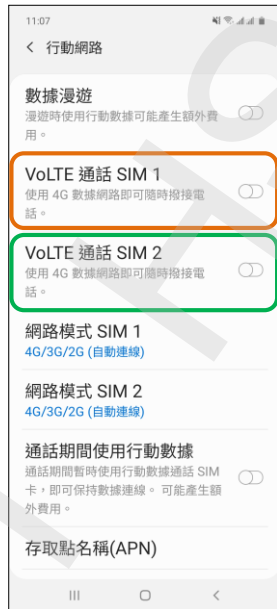 11:07
行動網路
數據漫遊
漫遊時使用行動數據可能產生額外費
用。
VoLTE 通話 SIM 1
使用 4G 數據網路即可隨時撥接電
話。
VoLTE 通話 SIM 2
使用 4G 數據網路即可隨時撥接電
話。
網路模式 SIM 1
4G/3G/2G (自動連線)
網路模式 SIM 2
4G/3G/2G (自動連線)
通話期間使用行動數據
通話期間暫時使用行動數據通話 SIM
卡，即可保持數據連線。 可能產生額
外費用。
存取點名稱(APN)